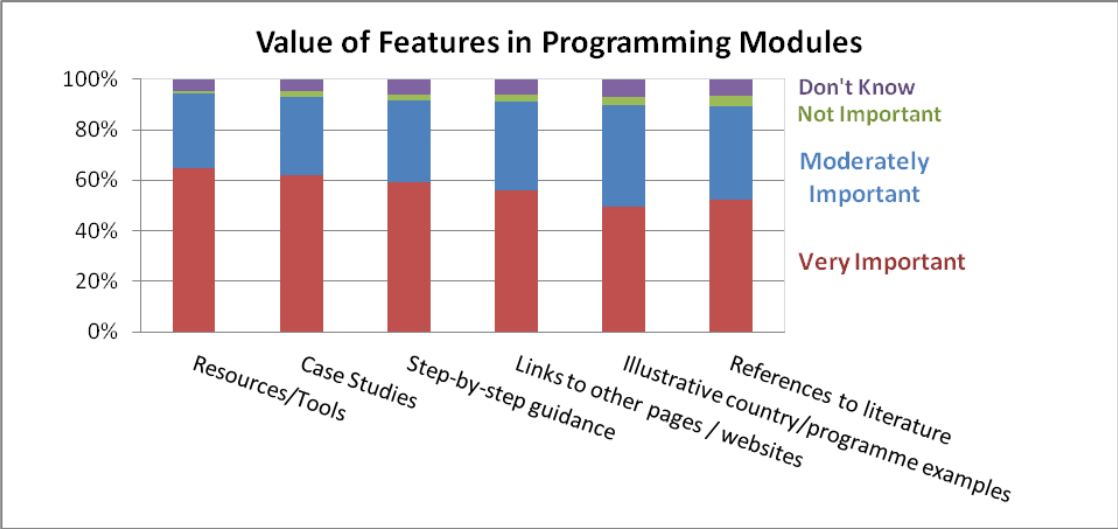 Value of Features in Programming Modules
100%
80%
60%
40%
20%
0%
Don't Know
Not Important
Moderately
Important
Very Important
Resources/Tools
Case Studies
Step-by-step guidance
Links to other pages / websites
Illustrative country/programme examples
References to literature